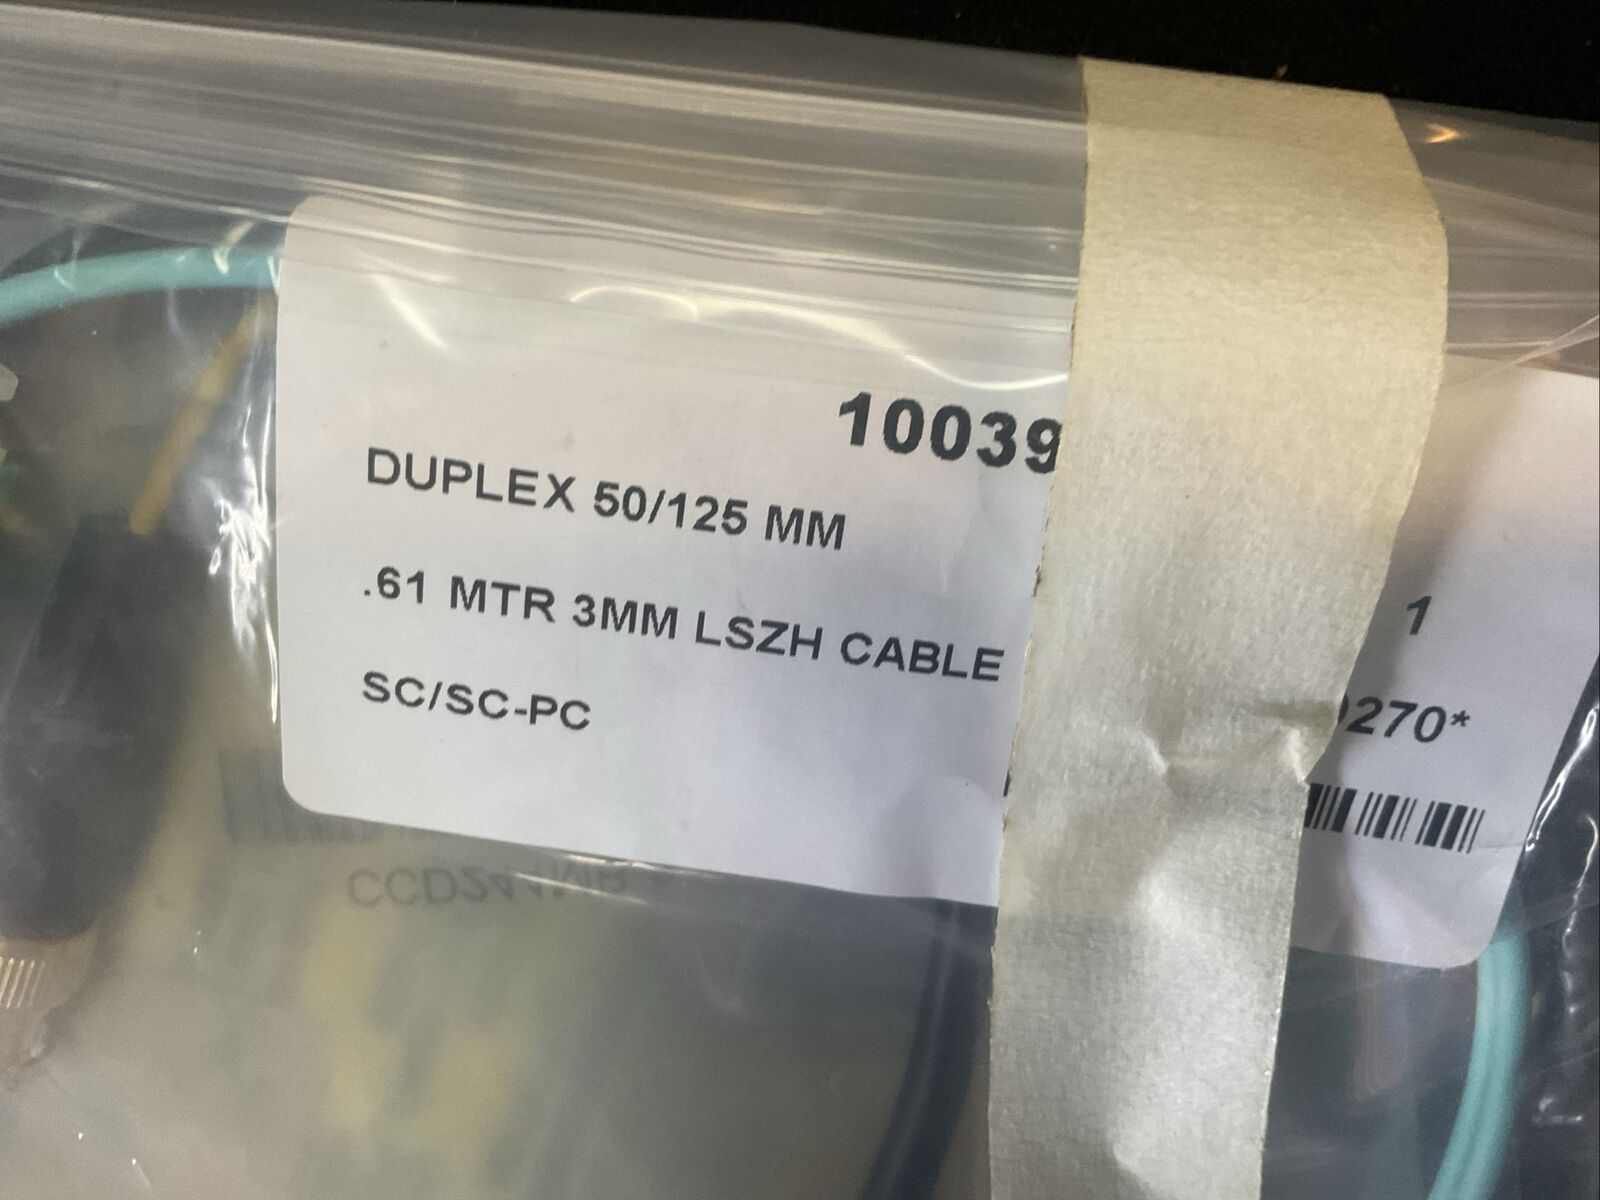 10039
DUPLEX 50/125 MM
.61 MTR 3MM LSZH CABLE
SC/SC-PC
1
270*